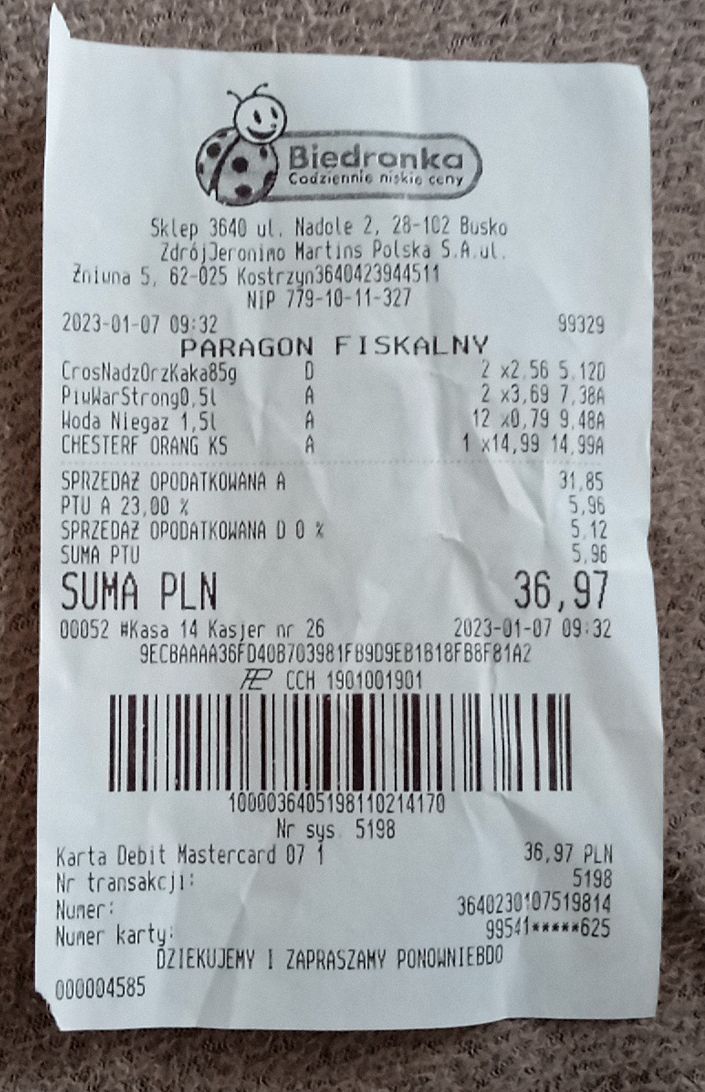 Biedronka
Codziennie niskie ceny
Sklep 3640 ul. Nadole 2, 28-102 Busko
ZdrójJeronimo Martins Polska S.A.ul.
Żniwna 5, 62-025 Kostrzyn3640423944511
NIP 779-10-11-327
2023-01-07 09:32 99329
PARAGON FISKALNY
CrosNadzOrzKaka85g D 2 x2,56 5,12D
PiwWarStrong0,5l A 2 x3,69 7,38A
Woda Niegaz 1,5l A 12 x0,79 9,48A
CHESTERF ORANG KS A 1 x14,99 14,99A
SPRZEDAŻ OPODATKOWANA A 31,85
PTU A 23,00 % 5,96
SPRZEDAŻ OPODATKOWANA D 0 % 5,12
SUMA PTU 5,96
SUMA PLN 36,97
00052 #Kasa 14 Kasjer nr 26 2023-01-07 09:32
9ECBAAAA36FD40B703981FB9D9EB1B18FB8F81A2
CCH 1901001901
1000036405198110214170
Nr sys. 5198
Karta Debit Mastercard 07 1 36,97 PLN
Nr transakcji: 5198
Numer: 3640230107519814
Numer karty: 99541*****625
DZIEKUJEMY I ZAPRASZAMY PONOWNIEBDO
000004585